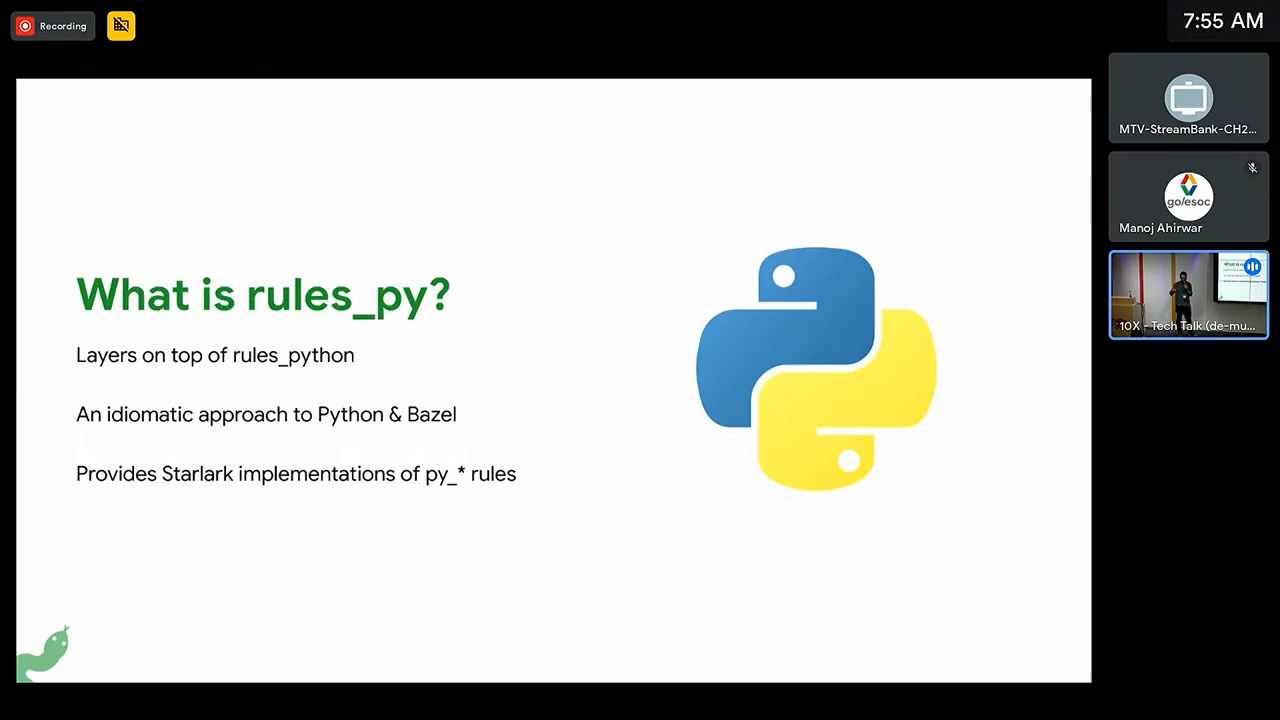 Recording
7:55 AM
What is rules_py?
Layers on top of rules_python
An idiomatic approach to Python & Bazel
Provides Starlark implementations of py_* rules
MTV-StreamBank-CH2...
go/esoc
Manoj Ahirwar
10X - Tech Talk (de-mu...